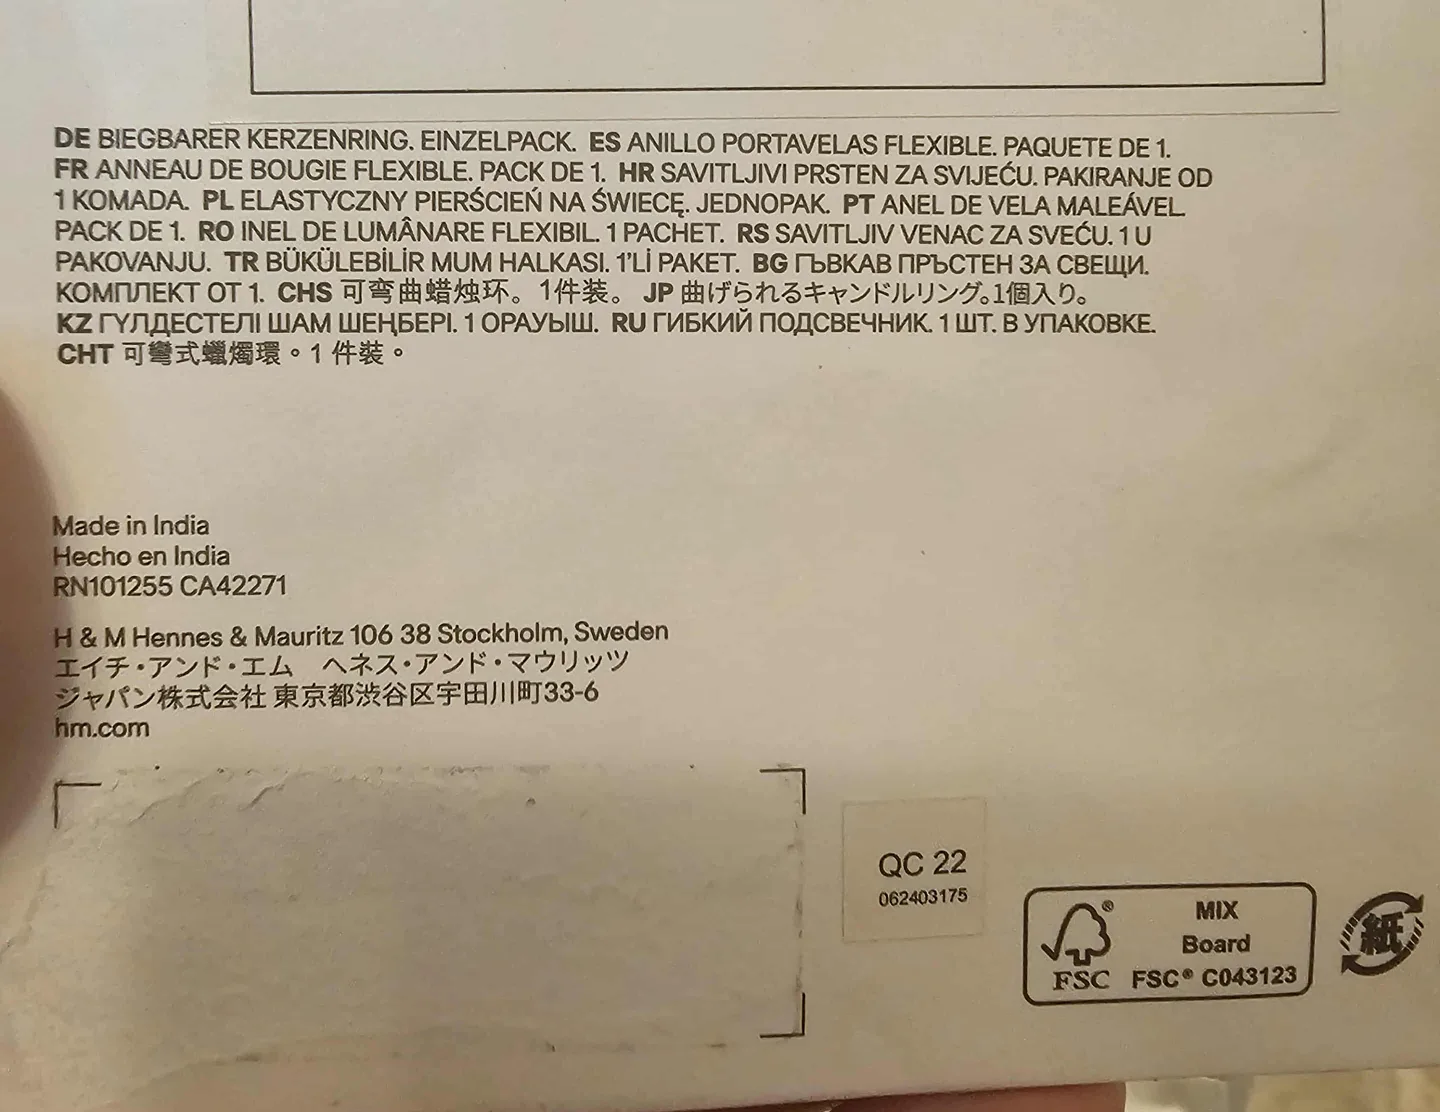 DE BIEGBARER KERZENRING. EINZELPACK. ES ANILLO PORTAVELAS FLEXIBLE. PAQUETE DE 1.
FR ANNEAU DE BOUGIE FLEXIBLE. PACK DE 1. HR SAVITLJIVI PRSTEN ZA SVIJEĆU. PAKIRANJE OD
1 KOMADA. PL ELASTYCZNY PIERŚCIEŃ NA ŚWIECĘ. JEDNOPAK. PT ANEL DE VELA MALEÁVEL.
PACK DE 1. RO INEL DE LUMÂNARE FLEXIBIL. 1 PACHET. RS SAVITLJIV VENAC ZA SVEĆU. 1 U
PAKOVANJU. TR BÜKÜLEBİLİR MUM HALKASI. 1'Lİ PAKET. BG ГЪВКАВ ПРЪСТЕН ЗА СВЕЩИ.
КОМПЛЕКТ ОТ 1. CHS 可弯曲蜡烛环。1件装。 JP 曲げられるキャンドルリング。1個入り。
KZ ГҮЛДЕСТЕЛІ ШАМ ШЕҢБЕРІ. 1 ОРАУЫШ. RU ГИБКИЙ ПОДСВЕЧНИК. 1 ШТ. В УПАКОВКЕ.
CHT 可彎式蠟燭環。1 件裝。
Made in India
Hecho en India
RN101255 CA42271
H & M Hennes & Mauritz 106 38 Stockholm, Sweden
エイチ・アンド・エム ヘネス・アンド・マウリッツ
ジャパン株式会社 東京都渋谷区宇田川町33-6
hm.com
QC 22
062403175
MIX
Board
FSC® C043123
FSC
紙